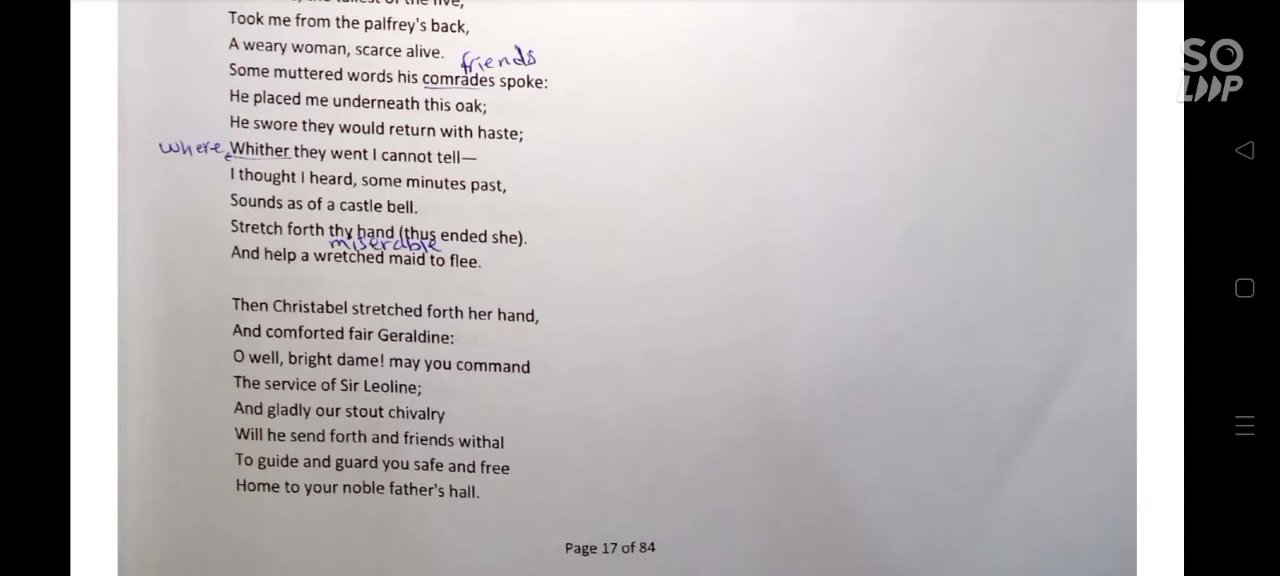 Took me from the palfrey's back,
A weary woman, scarce alive.
friends
Some muttered words his comrades spoke:
He placed me underneath this oak;
He swore they would return with haste;
where Whither they went I cannot tell—
I thought I heard, some minutes past,
Sounds as of a castle bell.
Stretch forth thy hand (thus ended she).
miserable
And help a wretched maid to flee.
Then Christabel stretched forth her hand,
And comforted fair Geraldine:
O well, bright dame! may you command
The service of Sir Leoline;
And gladly our stout chivalry
Will he send forth and friends withal
To guide and guard you safe and free
Home to your noble father's hall.
Page 17 of 84
SO
LOOP